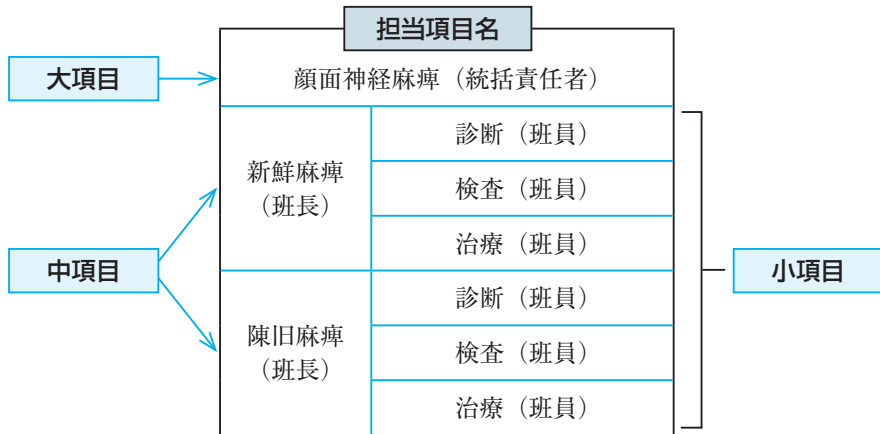 担当項目名
大項目
顔面神経麻痺（統括責任者）
新鮮麻痺
（班長）
診断（班員）
検査（班員）
治療（班員）
中項目
小項目
陳旧麻痺
（班長）
診断（班員）
検査（班員）
治療（班員）